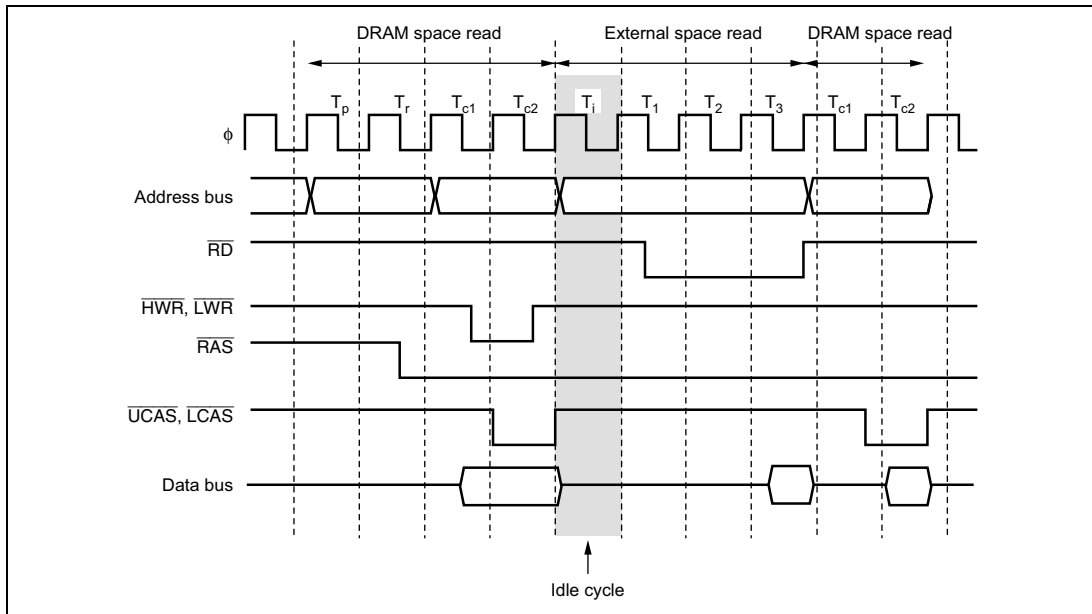 DRAM space read External space read DRAM space read
Tp Tr Tc1 Tc2 Ti T1 T2 T3 Tc1 Tc2
ϕ
Address bus
RD
HWR, LWR
RAS
UCAS, LCAS
Data bus
Idle cycle